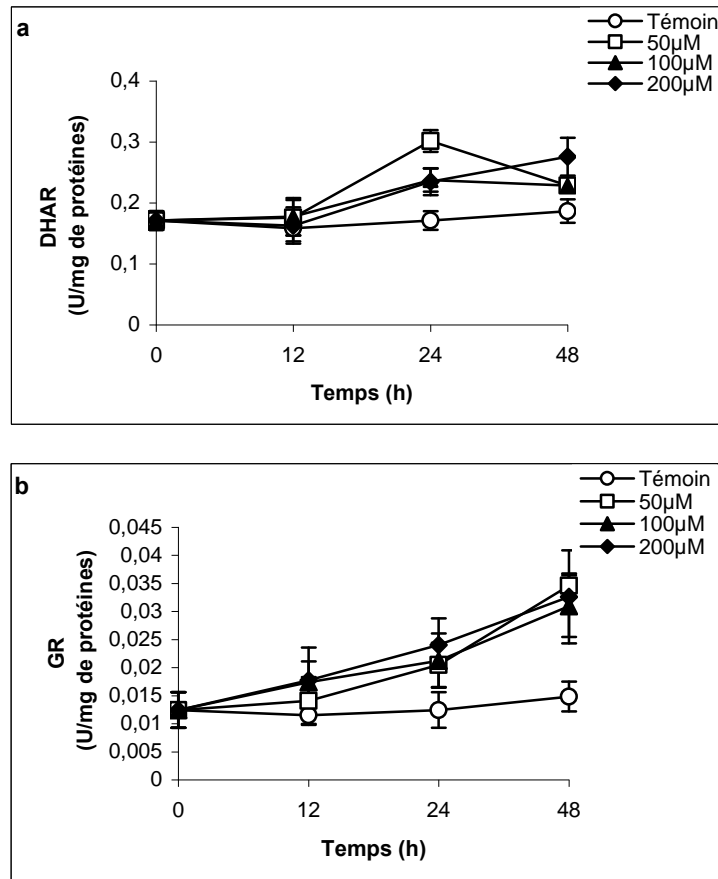 a
Témoin
50µM
100µM
200µM
0,4
0,3
0,2
0,1
0
DHAR
(U/mg de protéines)
0 12 24 48
Temps (h)
b
Témoin
50µM
100µM
200µM
0,045
0,04
0,035
0,03
0,025
0,02
0,015
0,01
0,005
0
GR
(U/mg de protéines)
0 12 24 48
Temps (h)